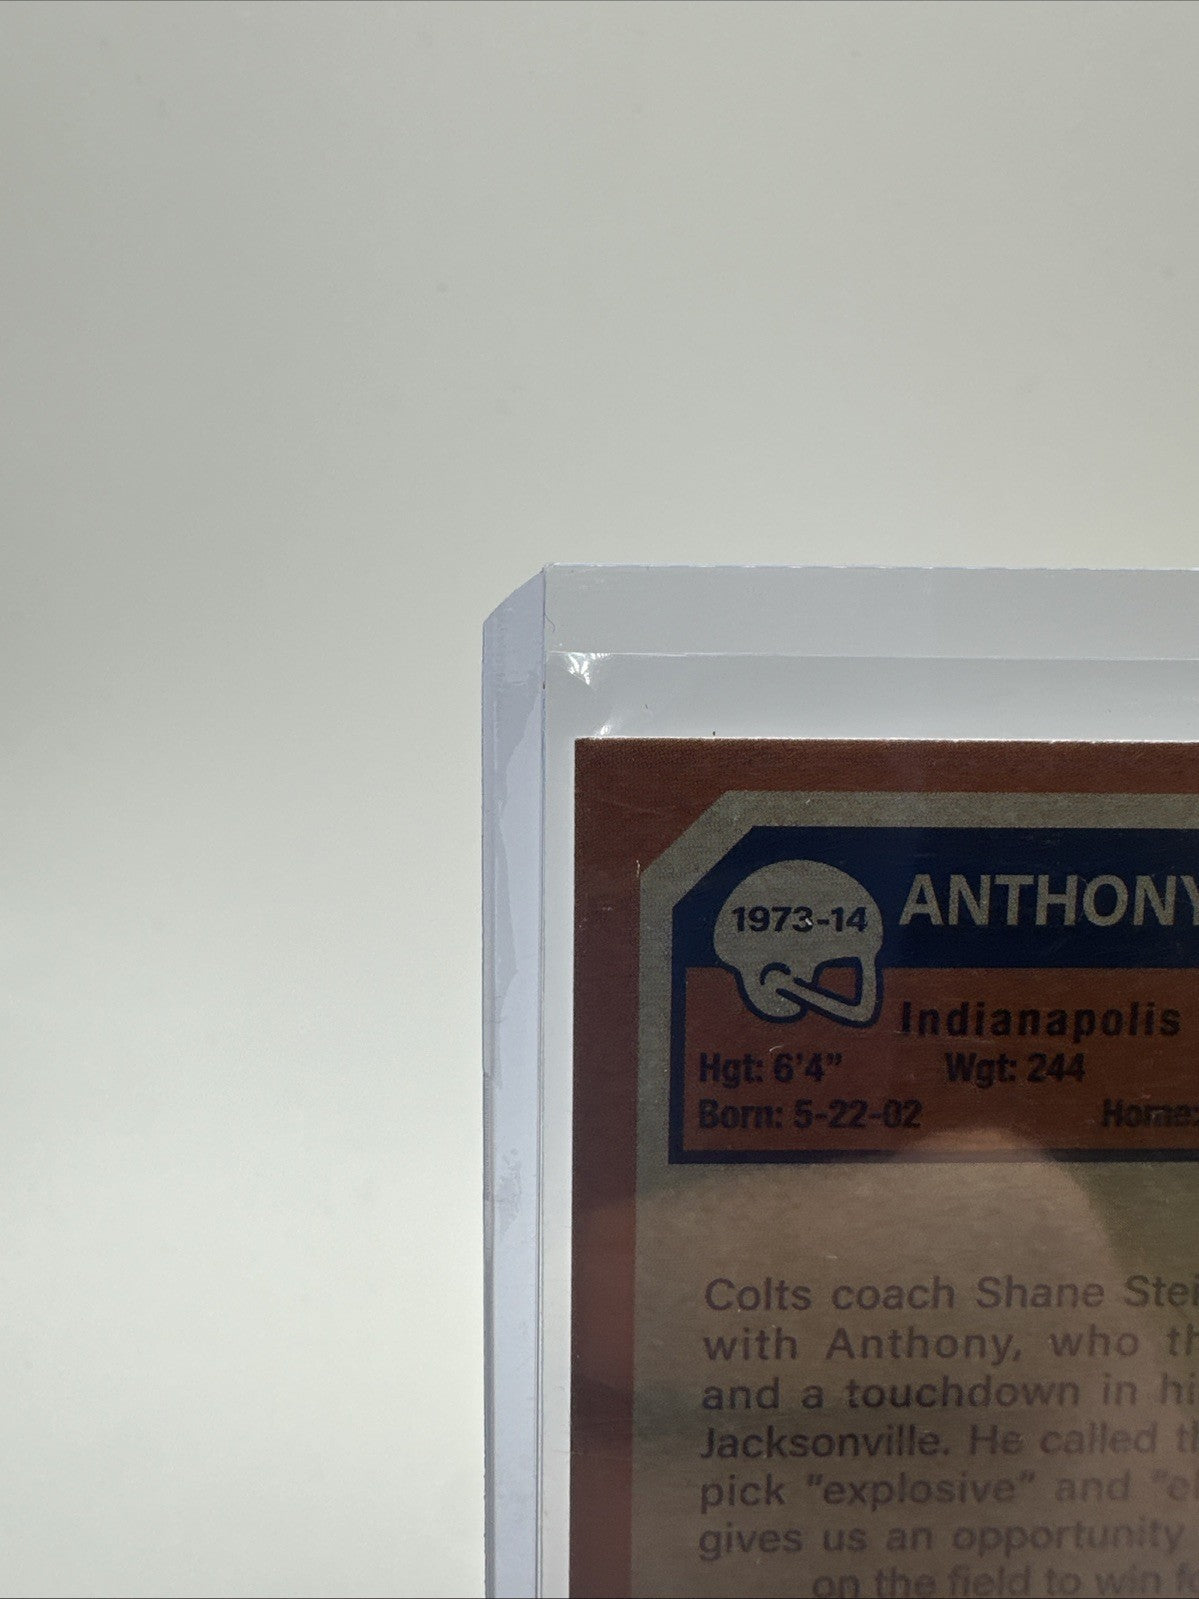 1973-14
ANTHONY
Indianapolis
Hgt: 6'4" Wgt: 244
Born: 5-22-02
Colts coach Shane
with Anthony, who
and a touchdown in
Jacksonville. He called
pick "explosive" and
gives us an opportunity
on the field to win